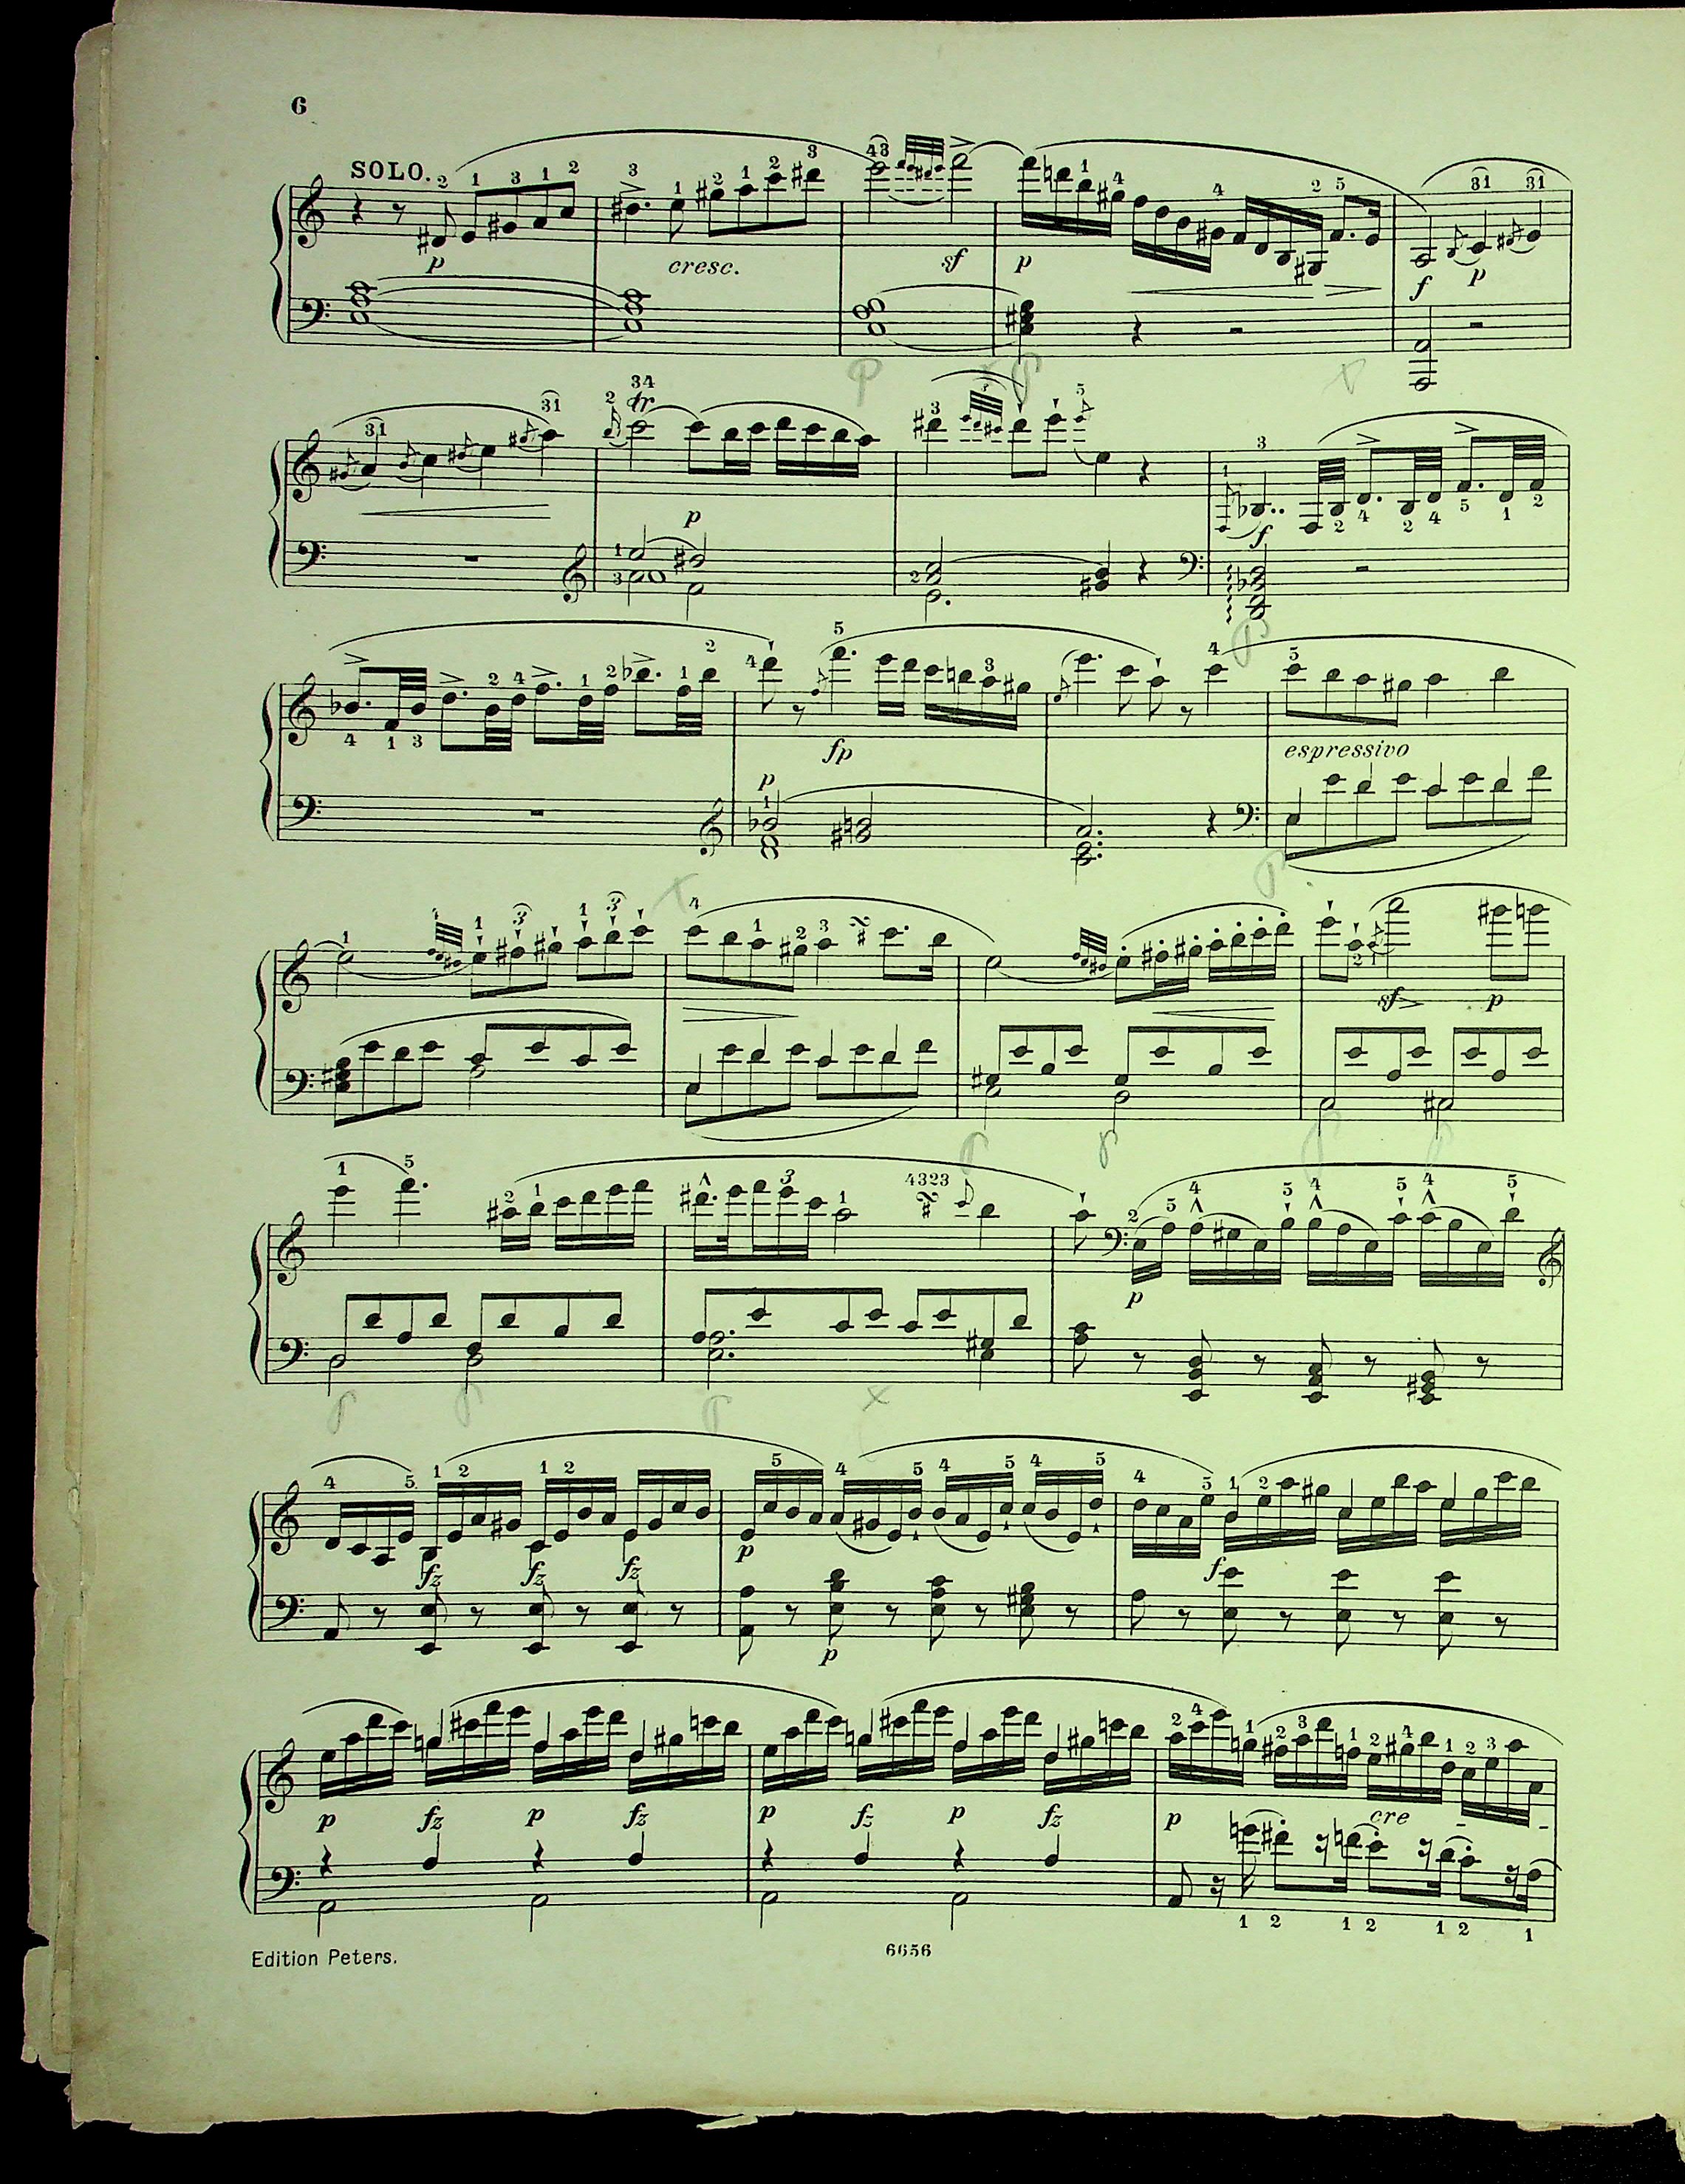 6
SOLO.
p cresc. sf p f p
p f
fp p espressivo
sf p
p
fz fz fz p p f
p fz p fz p fz p fz p cre - -
Edition Peters. 6656